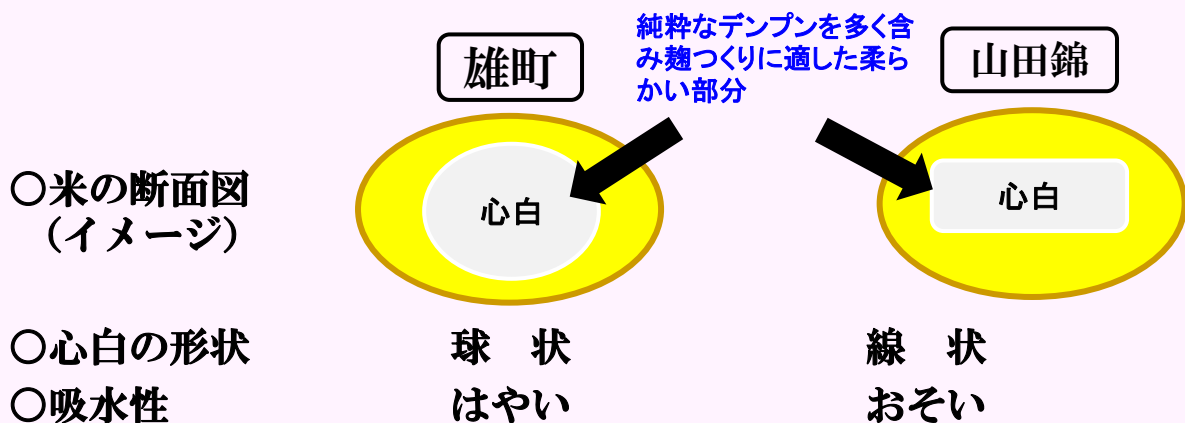 純粋なデンプンを多く含
み麹つくりに適した柔ら
かい部分
雄町
山田錦
〇米の断面図
（イメージ）
心白
心白
〇心白の形状
球　状
線　状
〇吸水性
はやい
おそい